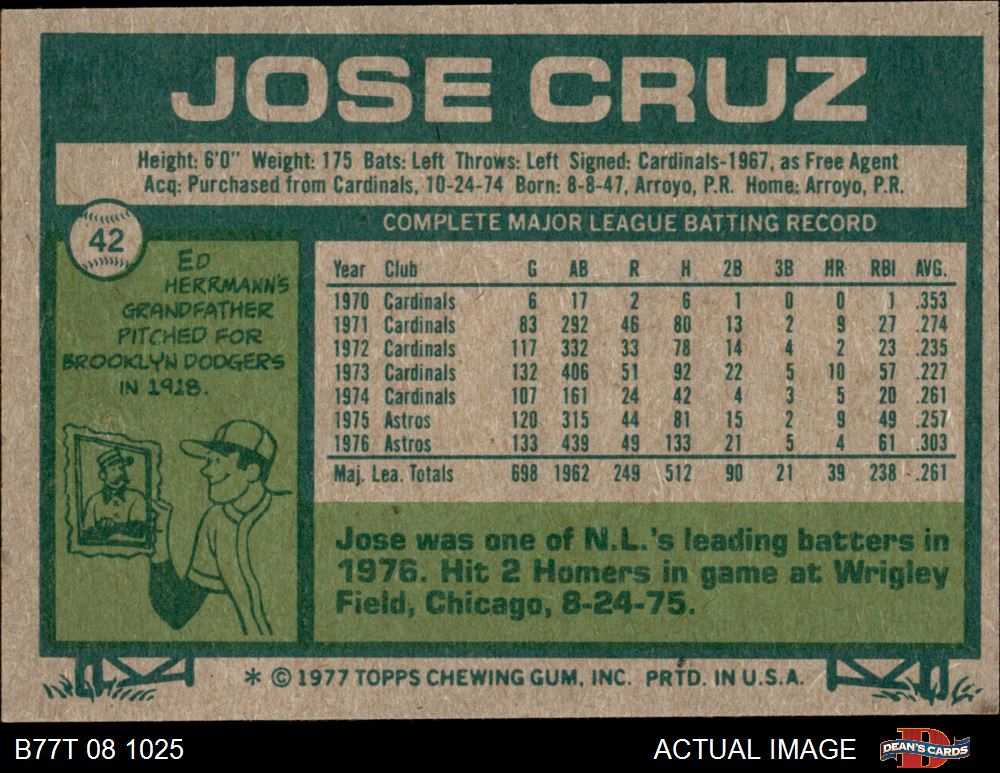 JOSE CRUZ
Height: 6'0" Weight: 175 Bats: Left Throws: Left Signed: Cardinals-1967, as Free Agent
Acq: Purchased from Cardinals, 10-24-74 Born: 8-8-47, Arroyo, P.R. Home: Arroyo, P.R.
42
ED
HERRMANN'S
GRANDFATHER
PITCHED FOR
BROOKLYN DODGERS
IN 1918.
COMPLETE MAJOR LEAGUE BATTING RECORD
Year Club G AB R H 2B 3B HR RBI AVG.
1970 Cardinals 6 17 2 6 1 0 0 1 .353
1971 Cardinals 83 292 46 80 13 2 9 27 .274
1972 Cardinals 117 332 33 78 14 4 2 23 .235
1973 Cardinals 132 406 51 92 22 5 10 57 .227
1974 Cardinals 107 161 24 42 4 3 5 20 .261
1975 Astros 120 315 44 81 15 2 9 49 .257
1976 Astros 133 439 49 133 21 5 4 61 .303
Maj. Lea. Totals 698 1962 249 512 90 21 39 238 .261
Jose was one of N.L.'s leading batters in
1976. Hit 2 Homers in game at Wrigley
Field, Chicago, 8-24-75.
* © 1977 TOPPS CHEWING GUM, INC. PRTD. IN U.S.A.
B77T 08 1025
ACTUAL IMAGE
DEAN'S CARDS